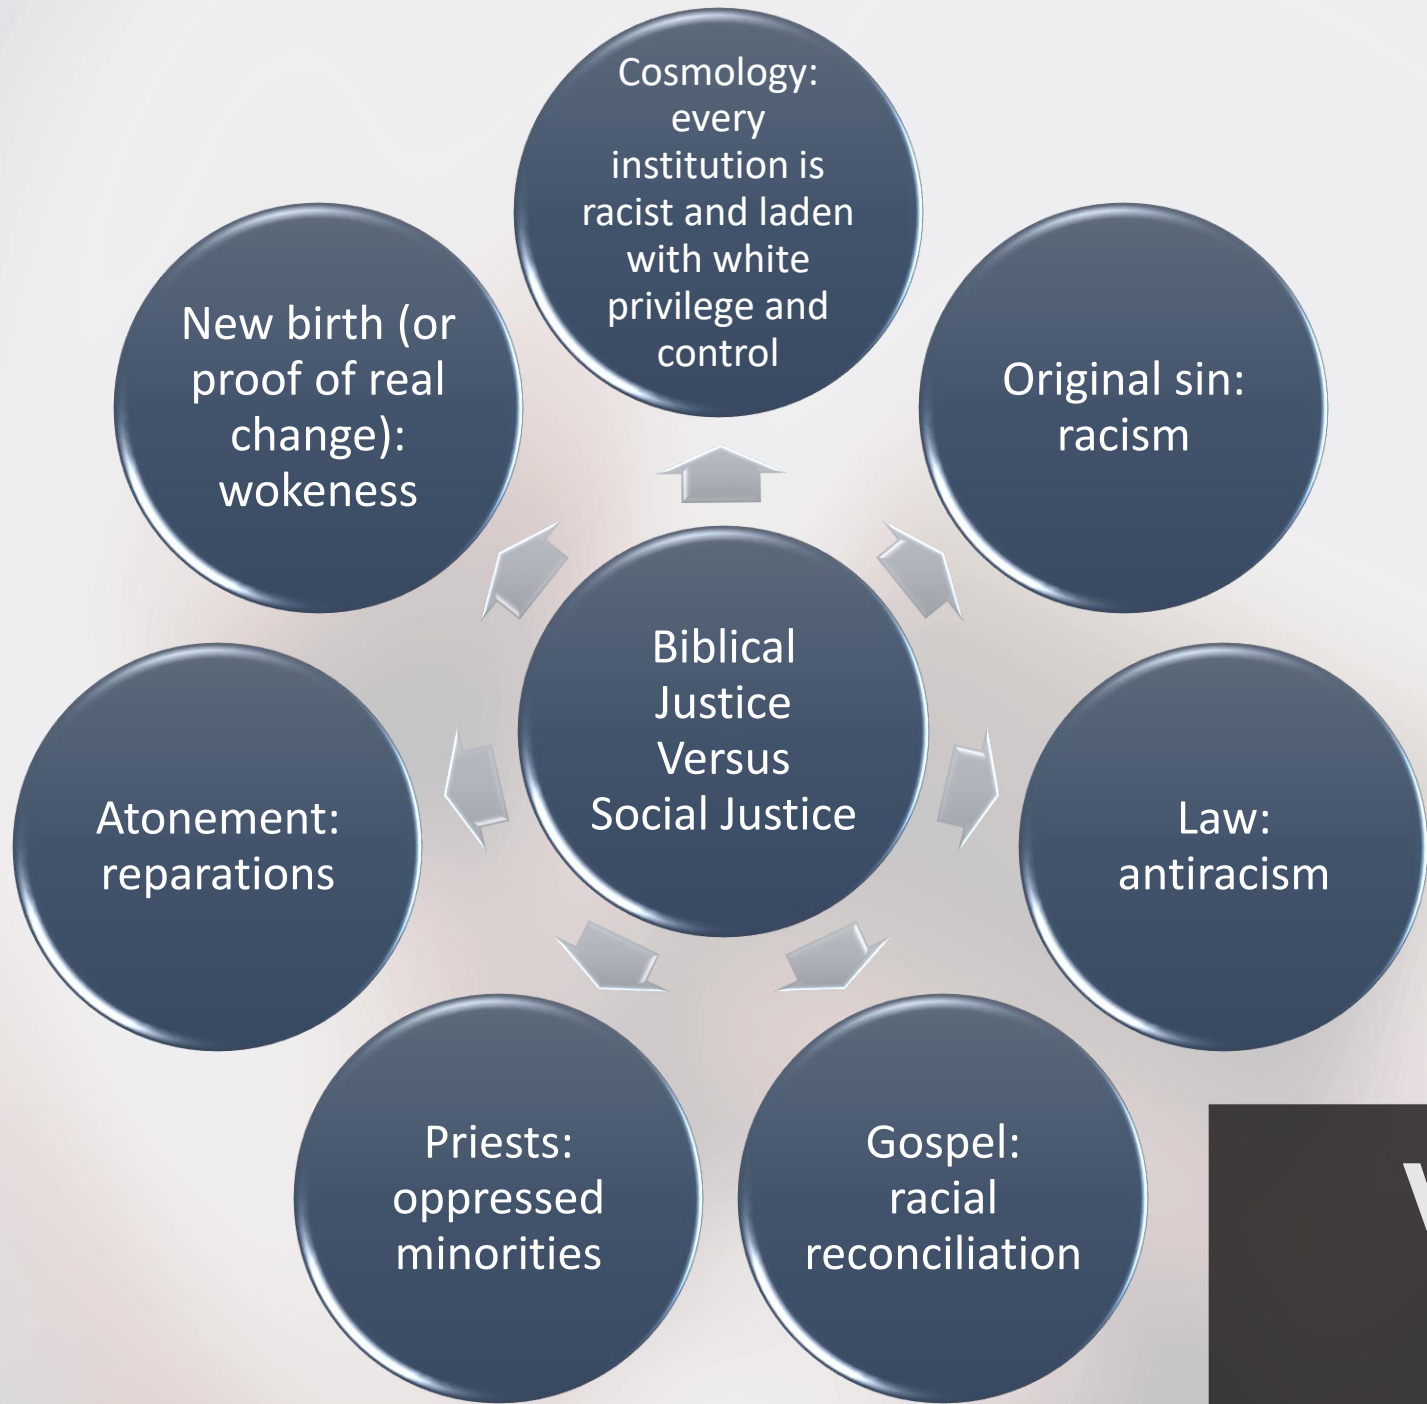 Cosmology:
every
institution is
racist and laden
with white
privilege and
control
Original sin:
racism
Law:
antiracism
Gospel:
racial
reconciliation
Priests:
oppressed
minorities
Atonement:
reparations
New birth (or
proof of real
change):
wokeness
Biblical
Justice
Versus
Social Justice